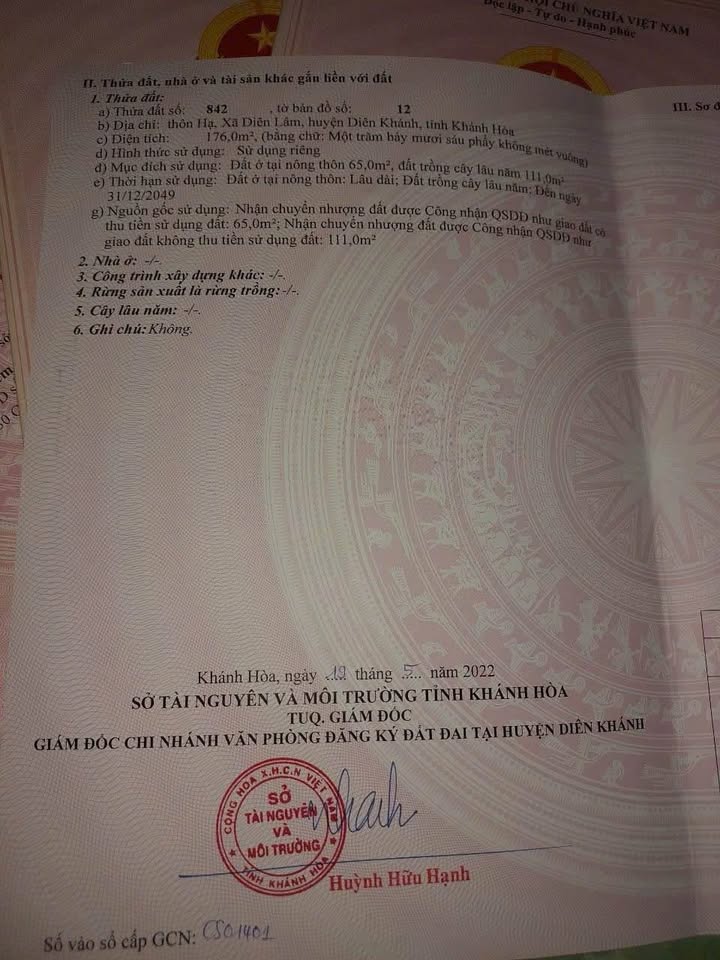 HỘI CHỦ NGHĨA VIỆT NAM
Độc lập - Tự do - Hạnh phúc
II. Thửa đất, nhà ở và tài sản khác gắn liền với đất
III. Sơ đ
1. Thửa đất:
a) Thửa đất số: 842 , tờ bản đồ số: 12
b) Địa chỉ: thôn Hạ, Xã Diên Lâm, huyện Diên Khánh, tỉnh Khánh Hòa
c) Diện tích: 176,0m², (bằng chữ: Một trăm bảy mươi sáu phẩy không mét vuông)
d) Hình thức sử dụng: Sử dụng riêng
đ) Mục đích sử dụng: Đất ở tại nông thôn 65,0m², đất trồng cây lâu năm 111,0m²
e) Thời hạn sử dụng: Đất ở tại nông thôn: Lâu dài; Đất trồng cây lâu năm; Đến ngày
31/12/2049
g) Nguồn gốc sử dụng: Nhận chuyển nhượng đất được Công nhận QSDĐ như giao đất có
thu tiền sử dụng đất: 65,0m²; Nhận chuyển nhượng đất được Công nhận QSDĐ như
giao đất không thu tiền sử dụng đất: 111,0m²
2. Nhà ở: -/-.
3. Công trình xây dựng khác: -/-.
4. Rừng sản xuất là rừng trồng: -/-.
5. Cây lâu năm: -/-.
6. Ghi chú: Không.
Khánh Hòa, ngày 19 tháng 5 năm 2022
SỞ TÀI NGUYÊN VÀ MÔI TRƯỜNG TỈNH KHÁNH HÒA
TUQ. GIÁM ĐỐC
GIÁM ĐỐC CHI NHÁNH VĂN PHÒNG ĐĂNG KÝ ĐẤT ĐAI TẠI HUYỆN DIÊN KHÁNH
CỘNG HÒA X.H.C.N VIỆT NAM
SỞ
TÀI NGUYÊN
VÀ
MÔI TRƯỜNG
TỈNH KHÁNH HÒA
Huỳnh Hữu Hạnh
Số vào sổ cấp GCN: CS01401